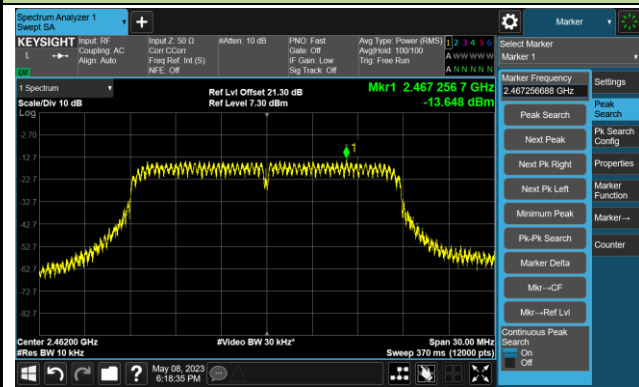 Spectrum Analyzer 1
Swept SA
Marker
KEYSIGHT
L
LXI
Input: RF
Coupling: AC
Align: Auto
Input Z: 50 Ω
Corr CCorr
Freq Ref: Int (S)
NFE: Off
#Atten: 10 dB
PNO: Fast
Gate: Off
IF Gain: Low
Sig Track: Off
Avg Type: Power (RMS)
Avg|Hold: 100/100
Trig: Free Run
1 2 3 4 5 6
A W W W W W
A N N N N N
Select Marker
Marker 1
1 Spectrum
Scale/Div 10 dB
Log
Ref Lvl Offset 21.30 dB
Ref Level 7.30 dBm
Mkr1 2.467 256 7 GHz
-13.648 dBm
1
-2.70
-12.7
-22.7
-32.7
-42.7
-52.7
-62.7
-72.7
-82.7
Center 2.46200 GHz
#Res BW 10 kHz
#Video BW 30 kHz*
Span 30.00 MHz
Sweep 370 ms (12000 pts)
Marker Frequency
2.467256688 GHz
Peak Search
Next Peak
Next Pk Right
Next Pk Left
Minimum Peak
Pk-Pk Search
Marker Delta
Mkr→CF
Mkr→Ref Lvl
Continuous Peak
Search
On
Off
Settings
Peak
Search
Pk Search
Config
Properties
Marker
Function
Marker→
Counter
?
May 08, 2023
6:18:35 PM